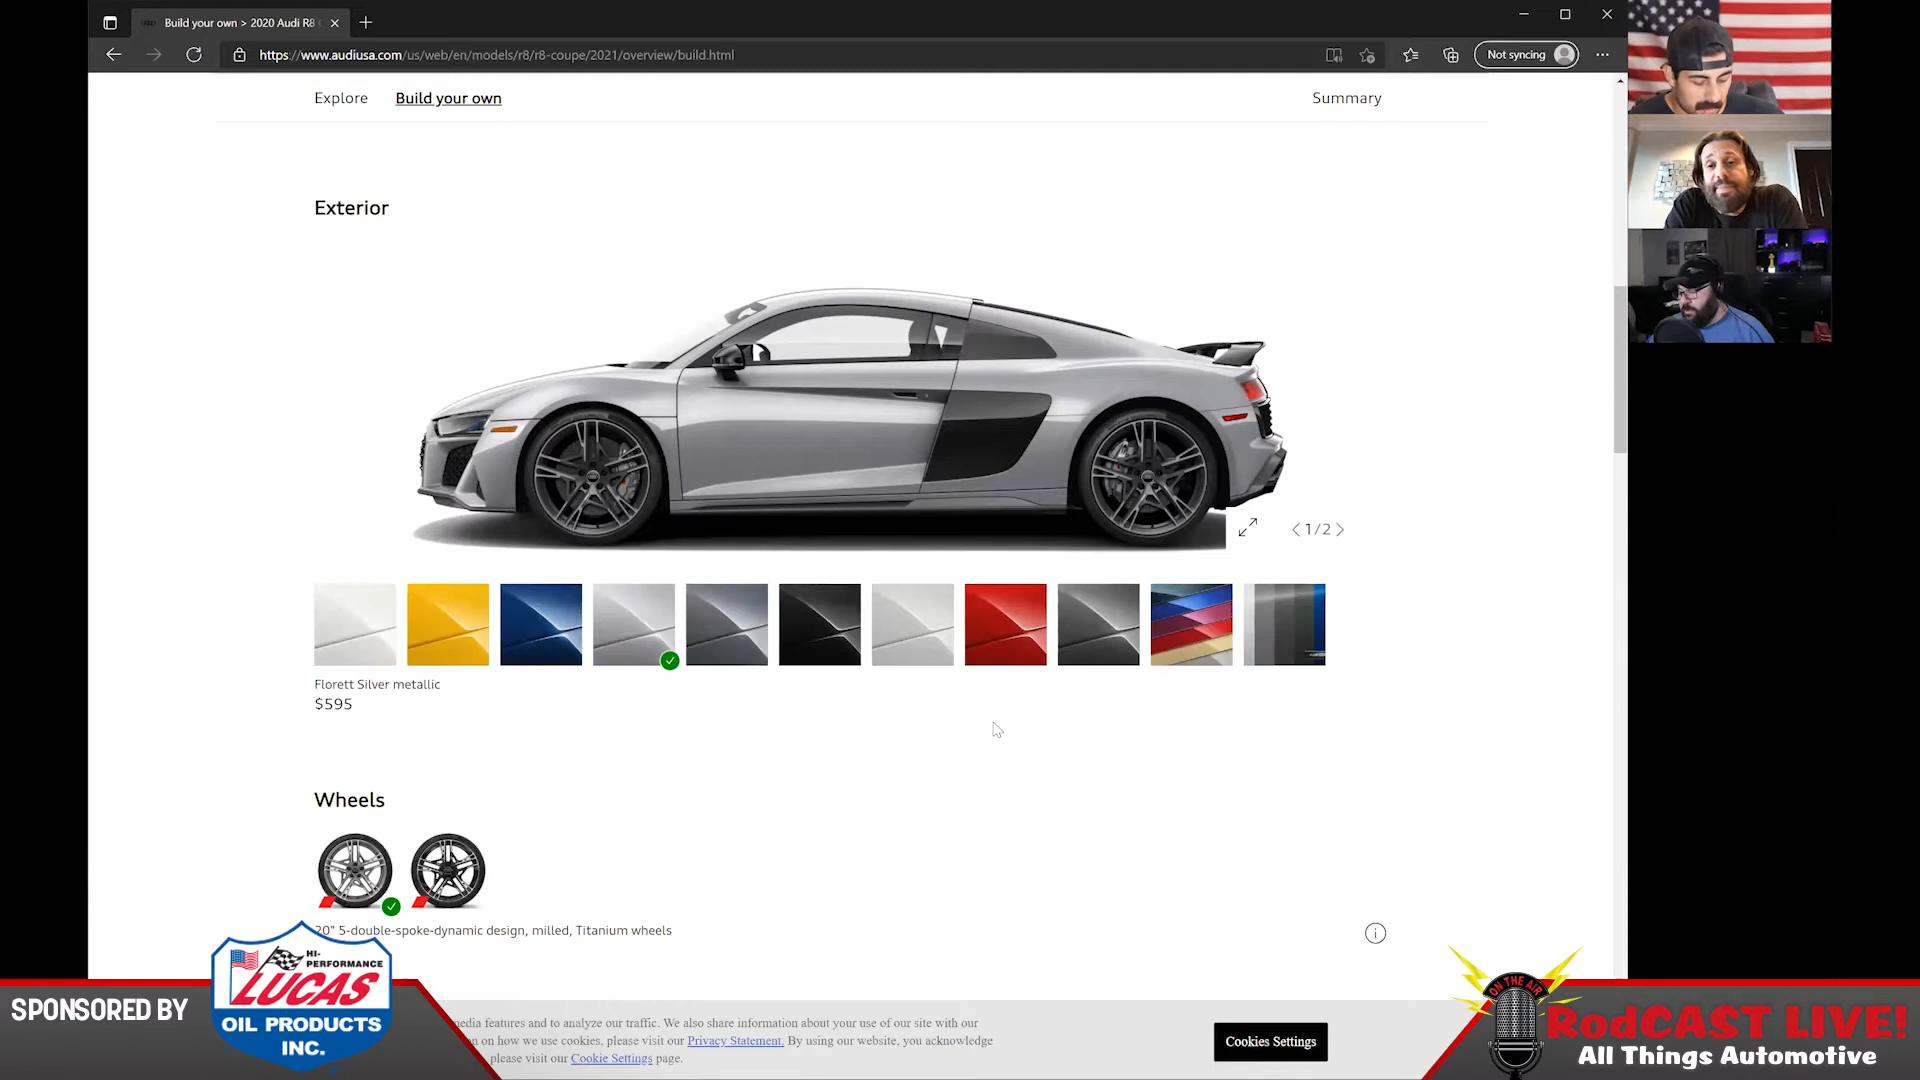 Build your own > 2020 Audi R8
https://www.audiusa.com/us/web/en/models/r8/r8-coupe/2021/overview/build.html
Not syncing
Explore
Build your own
Summary
Exterior
1/2
Florett Silver metallic
$595
Wheels
20" 5-double-spoke-dynamic design, milled, Titanium wheels
SPONSORED BY
HI-PERFORMANCE
LUCAS
OIL PRODUCTS
INC.
media features and to analyze our traffic. We also share information about your use of our site with our
on on how we use cookies, please visit our Privacy Statement. By using our website, you acknowledge
please visit our Cookie Settings page.
Cookies Settings
ON THE AIR
RodCAST LIVE!
All Things Automotive